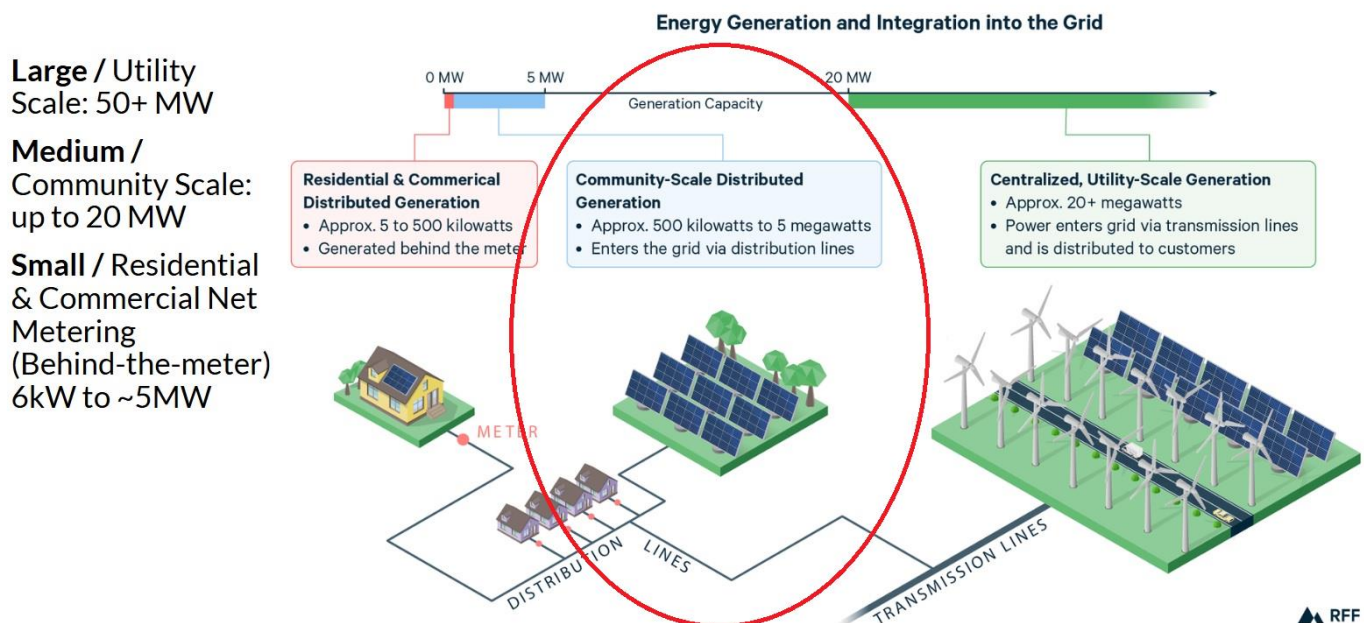 Energy Generation and Integration into the Grid
Large / Utility
Scale: 50+ MW
Medium /
Community Scale:
up to 20 MW
Small / Residential
& Commercial Net
Metering
(Behind-the-meter)
6kW to ~5MW
0 MW
5 MW
20 MW
Generation Capacity
Residential & Commerical
Distributed Generation
• Approx. 5 to 500 kilowatts
• Generated behind the meter
Community-Scale Distributed
Generation
• Approx. 500 kilowatts to 5 megawatts
• Enters the grid via distribution lines
Centralized, Utility-Scale Generation
• Approx. 20+ megawatts
• Power enters grid via transmission lines
and is distributed to customers
METER
DISTRIBUTION
LINES
TRANSMISSION LINES
RFF